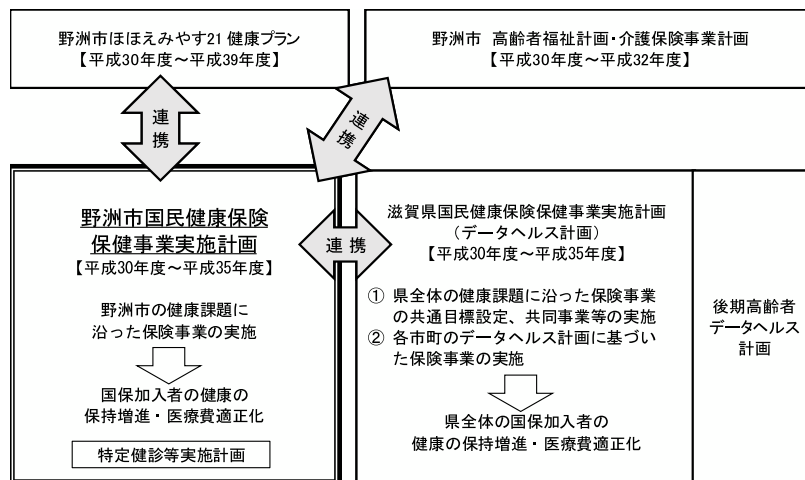 野洲市ほほえみやす21健康プラン
【平成30年度～平成39年度】
野洲市 高齢者福祉計画・介護保険事業計画
【平成30年度～平成32年度】
連携
連携
野洲市国民健康保険
保健事業実施計画
【平成30年度～平成35年度】
野洲市の健康課題に
沿った保険事業の実施
国保加入者の健康の
保持増進・医療費適正化
特定健診等実施計画
連携
滋賀県国民健康保険保健事業実施計画
（データヘルス計画）
【平成30年度～平成35年度】
① 県全体の健康課題に沿った保険事業
の共通目標設定、共同事業等の実施
② 各市町のデータヘルス計画に基づい
た保険事業の実施
県全体の国保加入者の
健康の保持増進・医療費適正化
後期高齢者
データヘルス
計画